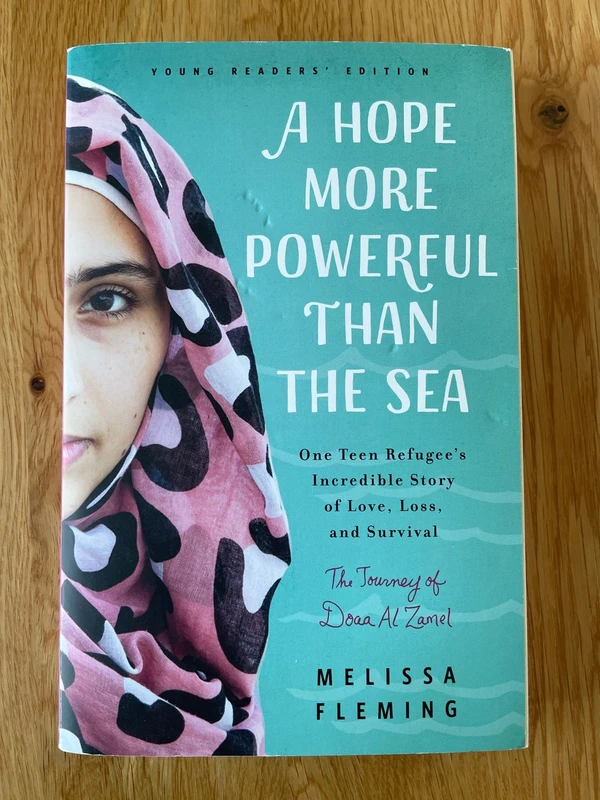 YOUNG READERS' EDITION
A HOPE
MORE
POWERFUL
THAN
THE SEA
One Teen Refugee's
Incredible Story
of Love, Loss,
and Survival
The Journey of
Doaa Al Zamel
MELISSA
FLEMING